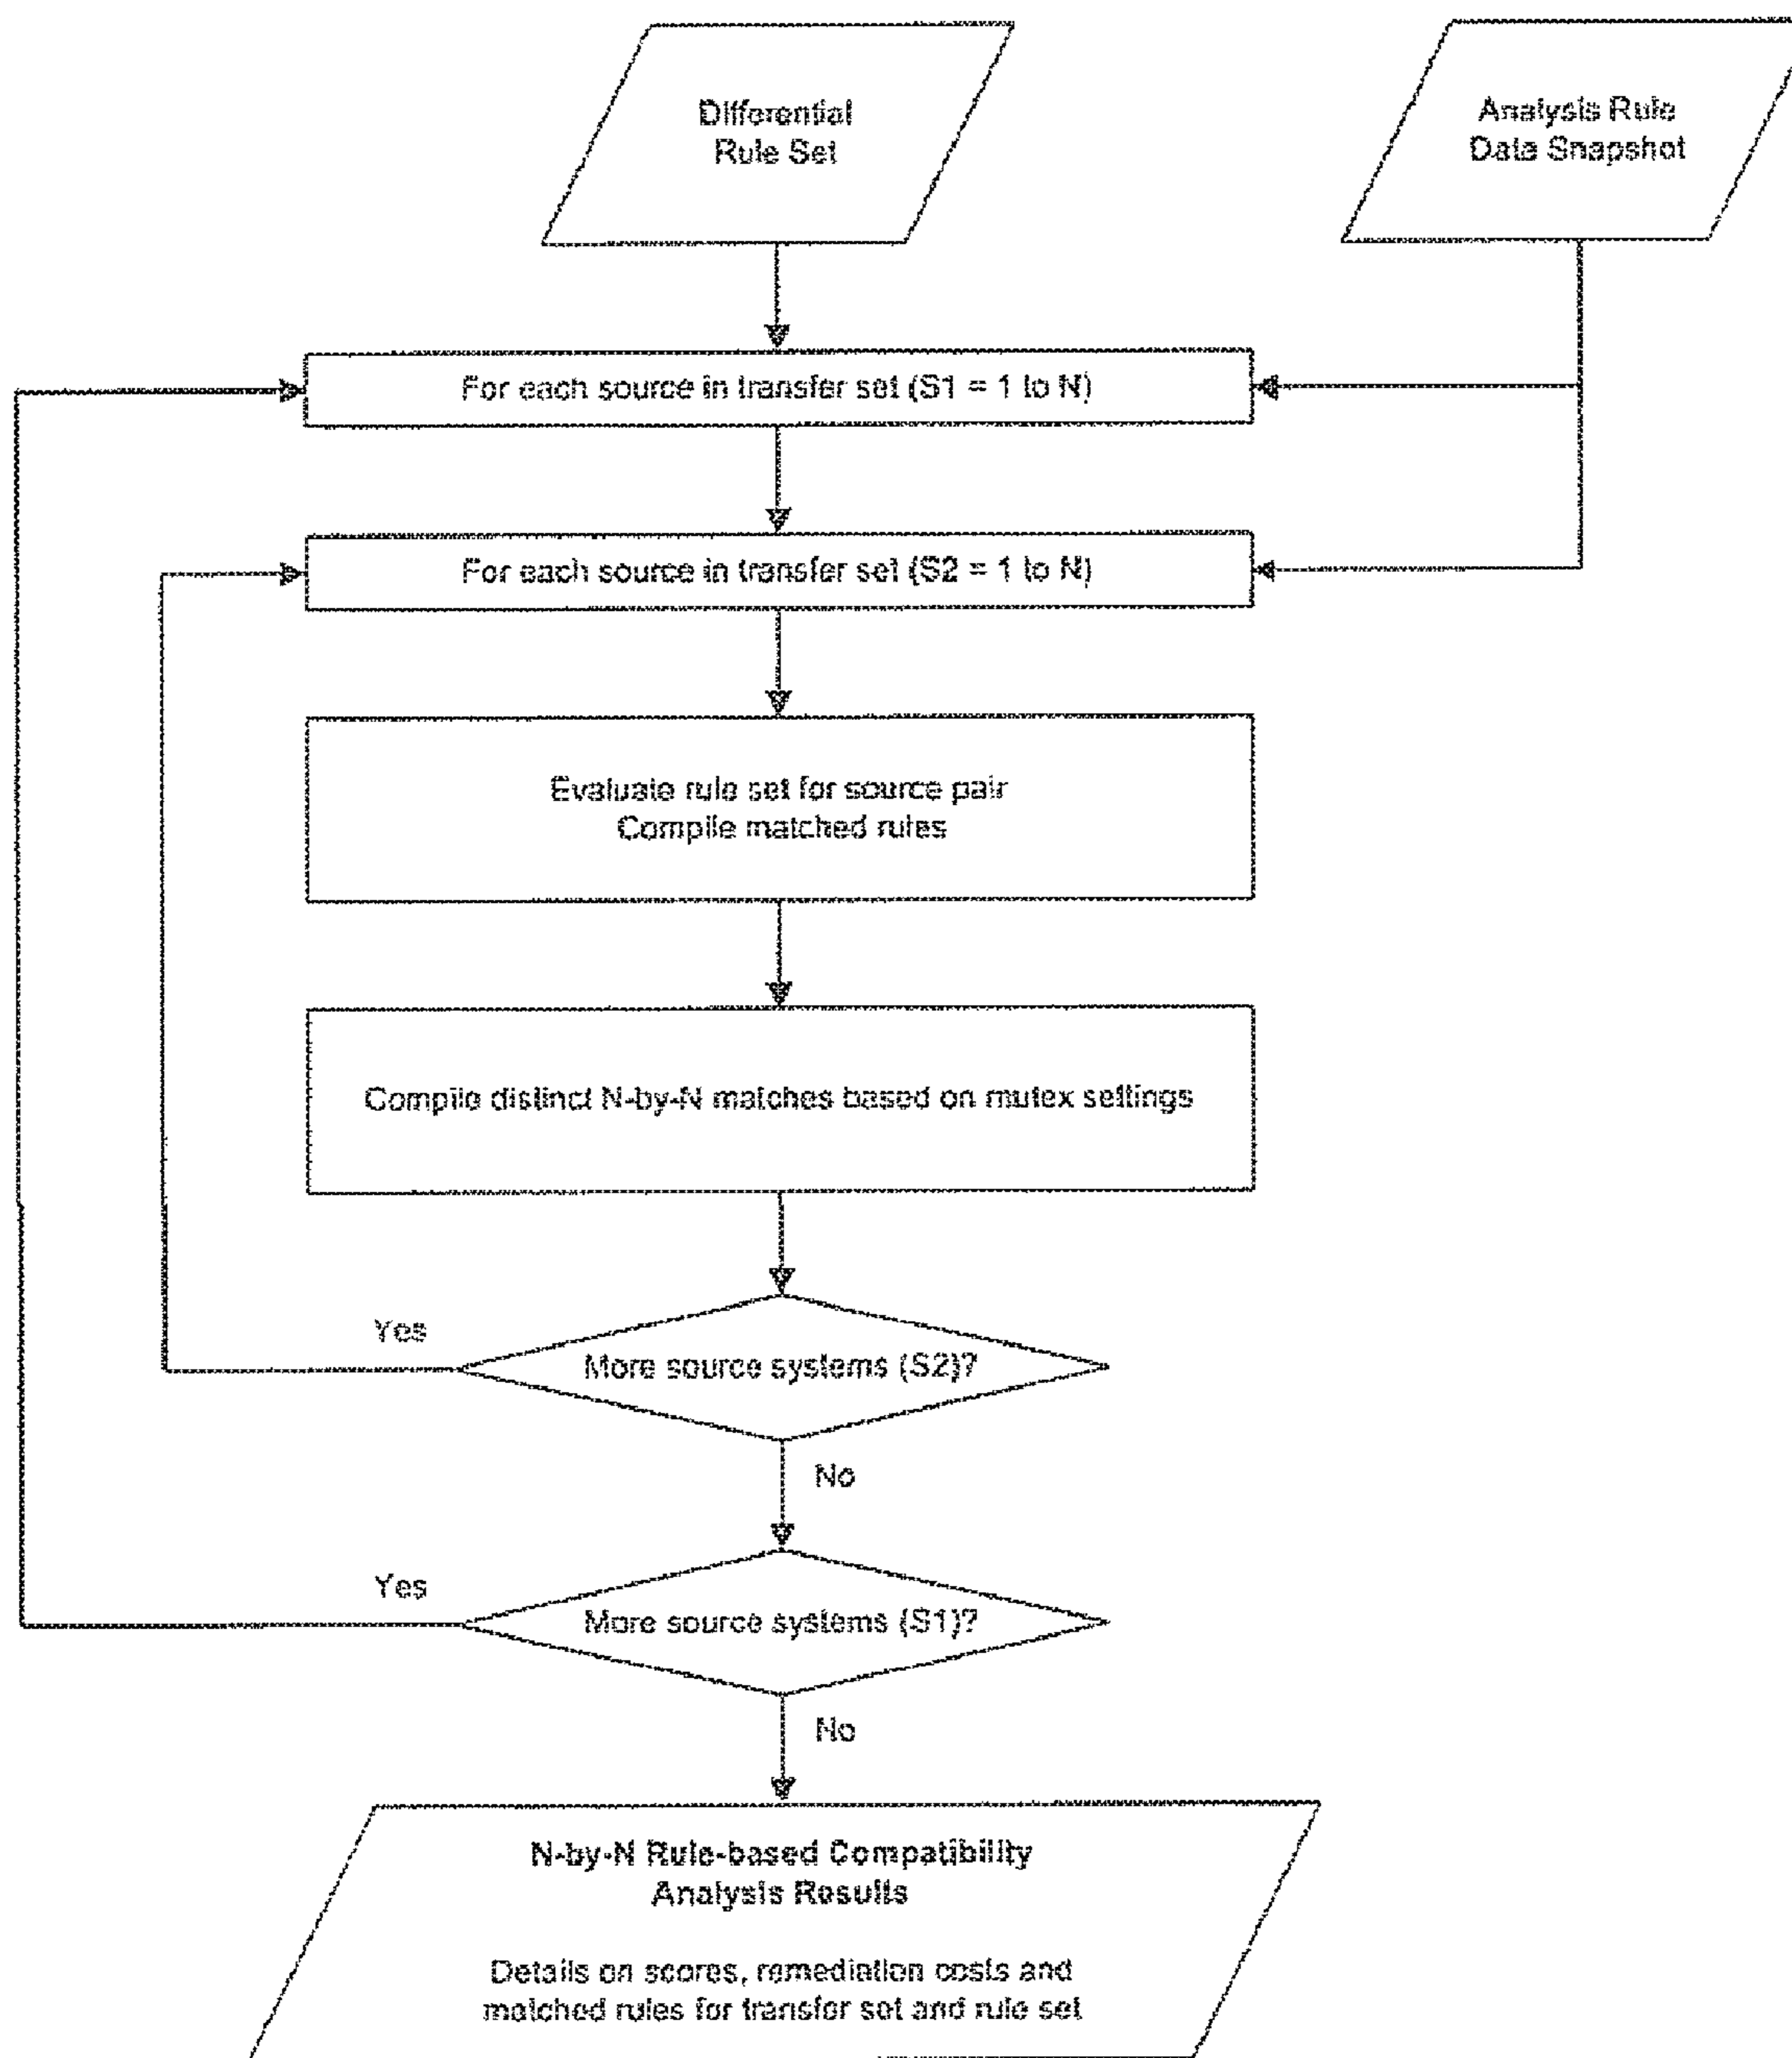 Differential
Rule Set
Analysis Rule
Data Snapshot
For each source in transfer set (S1 = 1 to N)
For each source in transfer set (S2 = 1 to N)
Evaluate rule set for source pair
Compile matched rules
Compile distinct N-by-N matches based on mutex settings
Yes
More source systems (S2)?
No
Yes
More source systems (S1)?
No
N-by-N Rule-based Compatibility
Analysis Results
Details on scores, remediation costs and
matched rules for transfer set and rule set